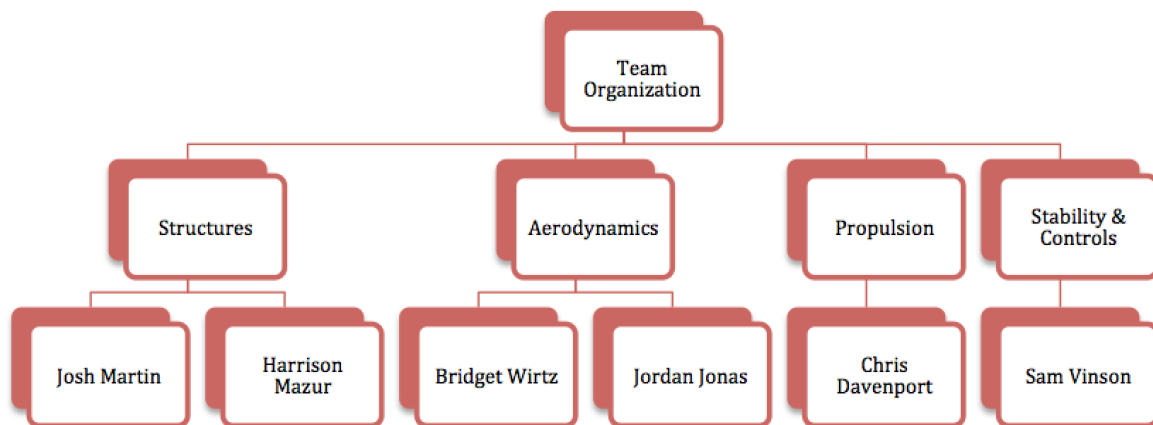 Team
Organization
Structures
Aerodynamics
Propulsion
Stability &
Controls
Josh Martin
Harrison
Mazur
Bridget Wirtz
Jordan Jonas
Chris
Davenport
Sam Vinson